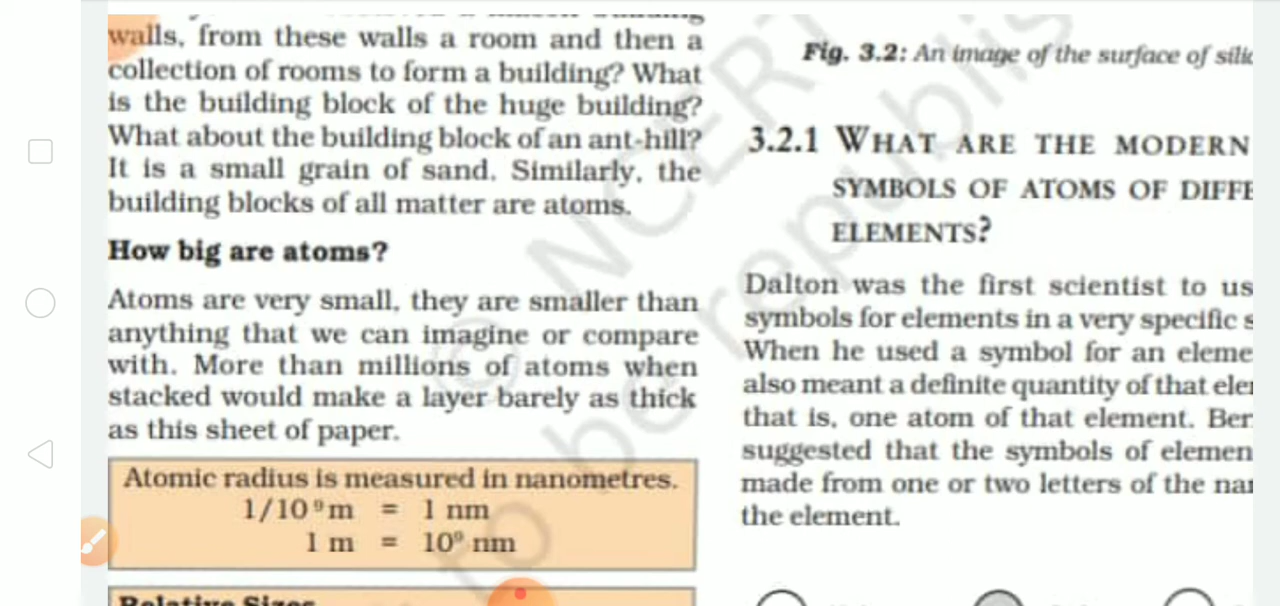 walls, from these walls a room and then a
collection of rooms to form a building? What
is the building block of the huge building?
What about the building block of an ant-hill?
It is a small grain of sand. Similarly, the
building blocks of all matter are atoms.
How big are atoms?
Atoms are very small, they are smaller than
anything that we can imagine or compare
with. More than millions of atoms when
stacked would make a layer barely as thick
as this sheet of paper.
Atomic radius is measured in nanometres.
1/10⁹m = 1 nm
1 m = 10⁹ nm
Relative Sizes
Fig. 3.2: An image of the surface of
3.2.1 WHAT ARE THE MODERN
SYMBOLS OF ATOMS OF
ELEMENTS?
Dalton was the first scientist to
symbols for elements in a very specific
When he used a symbol for an
also meant a definite quantity of that
that is, one atom of that element.
suggested that the symbols of
made from one or two letters of the
the element.
© NCERT
be republis
to